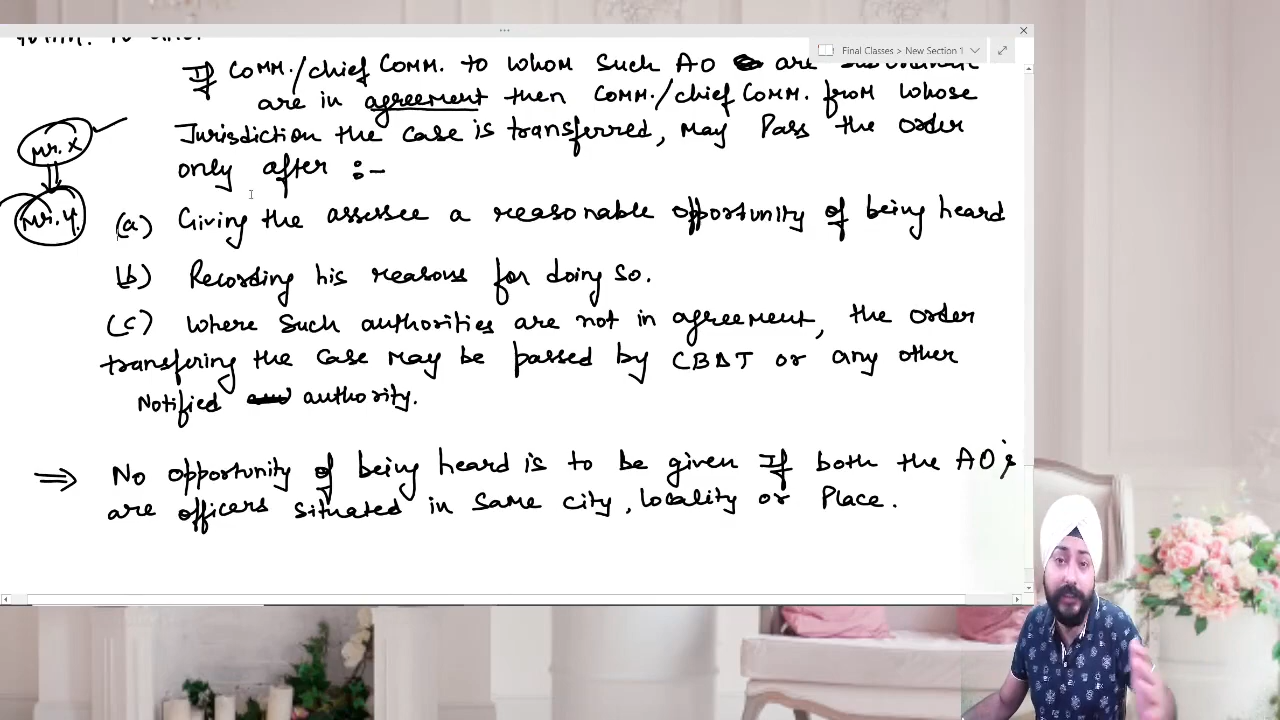 Final Classes > New Section 1
If COMM./chief COMM. to whom such AO are subordinate
are in agreement then COMM./chief COMM. from whose
Jurisdiction the case is transferred, may Pass the order
only after :-
Mr. X
Mr. Y
(a) Giving the assessee a reasonable opportunity of being heard
(b) Recording his reasons for doing so.
(c) where such authorities are not in agreement, the order
transfering the case may be passed by CBDT or any other
Notified authority.
⇒ No opportunity of being heard is to be given If both the AO's
are officers situated in same city, locality or Place.